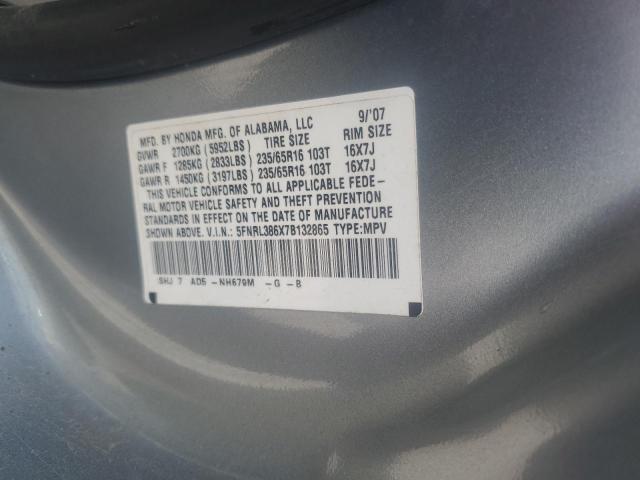 MFD. BY HONDA MFG. OF ALABAMA, LLC 9/'07
GVWR 2700KG (5952LBS) TIRE SIZE RIM SIZE
GAWR F 1285KG (2833LBS) 235/65R16 103T 16X7J
GAWR R 1450KG (3197LBS) 235/65R16 103T 16X7J
THIS VEHICLE CONFORMS TO ALL APPLICABLE FEDE-
RAL MOTOR VEHICLE SAFETY AND THEFT PREVENTION
STANDARDS IN EFFECT ON THE DATE OF MANUFACTURE
SHOWN ABOVE. V.I.N.: 5FNRL386X7B132865 TYPE:MPV
SHJ 7 AD5 -NH679M -G -B